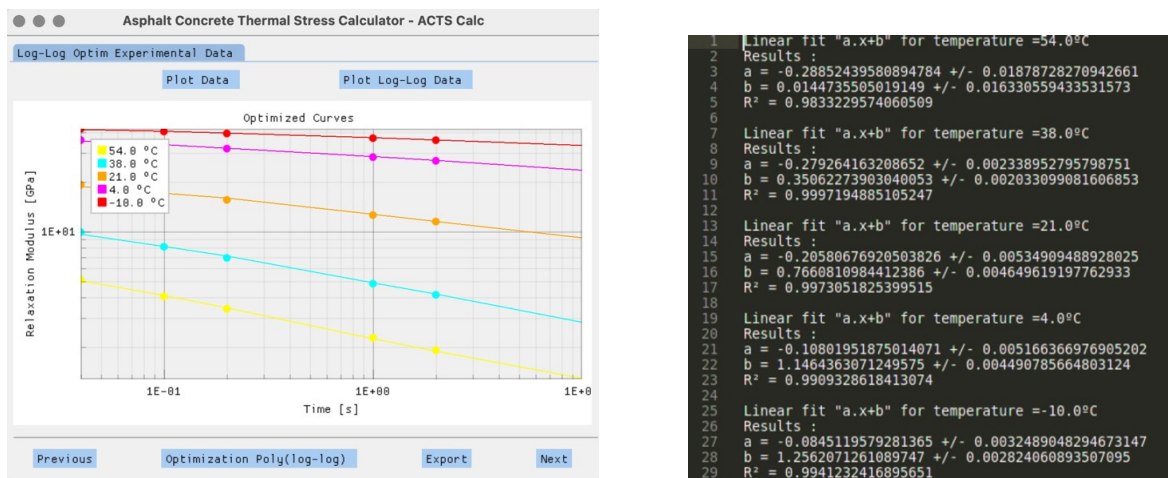 Asphalt Concrete Thermal Stress Calculator - ACTS Calc
Log-Log Optim Experimental Data
Plot Data
Plot Log-Log Data
Optimized Curves
54.0 ºC
38.0 ºC
21.0 ºC
4.0 ºC
-10.0 ºC
Relaxation Modulus [GPa]
1E+01
1E-01
1E+00
1E+0
Time [s]
Previous
Optimization Poly(log-log)
Export
Next
1 Linear fit "a.x+b" for temperature =54.0ºC
2 Results :
3 a = -0.28852439580894784 +/- 0.01878728270942661
4 b = 0.0144735505019149 +/- 0.016330559433531573
5 R² = 0.9833229574060509
6
7 Linear fit "a.x+b" for temperature =38.0ºC
8 Results :
9 a = -0.279264163208652 +/- 0.002338952795798751
10 b = 0.35062273903040053 +/- 0.002033099081606853
11 R² = 0.9997194885105247
12
13 Linear fit "a.x+b" for temperature =21.0ºC
14 Results :
15 a = -0.20580676920503826 +/- 0.00534909488928025
16 b = 0.7660810984412386 +/- 0.004649619197762933
17 R² = 0.9973051825399515
18
19 Linear fit "a.x+b" for temperature =4.0ºC
20 Results :
21 a = -0.10801951875014071 +/- 0.005166366976905202
22 b = 1.1464363071249575 +/- 0.004490785664803124
23 R² = 0.9909328618413074
24
25 Linear fit "a.x+b" for temperature =-10.0ºC
26 Results :
27 a = -0.0845119579281365 +/- 0.0032489048294673147
28 b = 1.2562071261089747 +/- 0.002824060893507095
29 R² = 0.9941232416895651